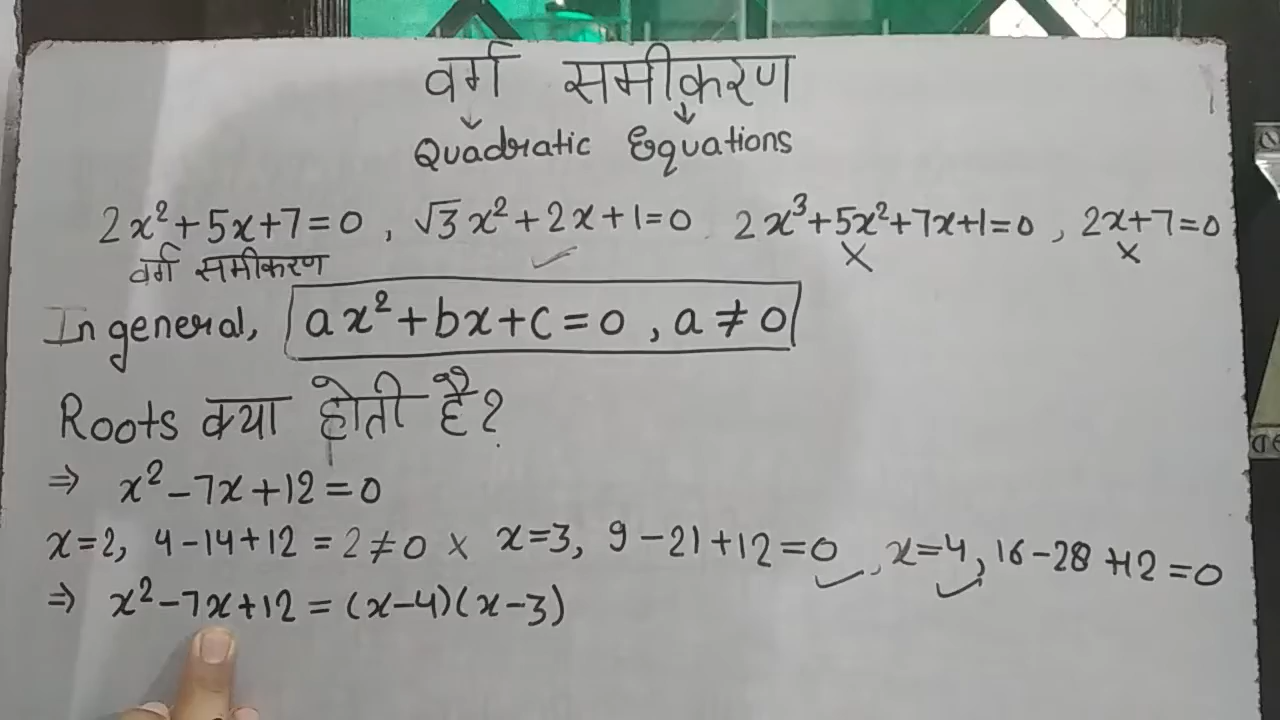 वर्ग समीकरण
↓ ↓
Quadratic Equations
2x²+5x+7=0, √3x²+2x+1=0 2x³+5x²+7x+1=0, 2x+7=0
वर्ग समीकरण ✓ × ×
In general, ax²+bx+c=0, a≠0
Roots क्या होती है?
⇒ x²-7x+12=0
x=2, 4-14+12=2≠0 × x=3, 9-21+12=0 ✓, x=4 ✓, 16-28+12=0
⇒ x²-7x+12=(x-4)(x-3)